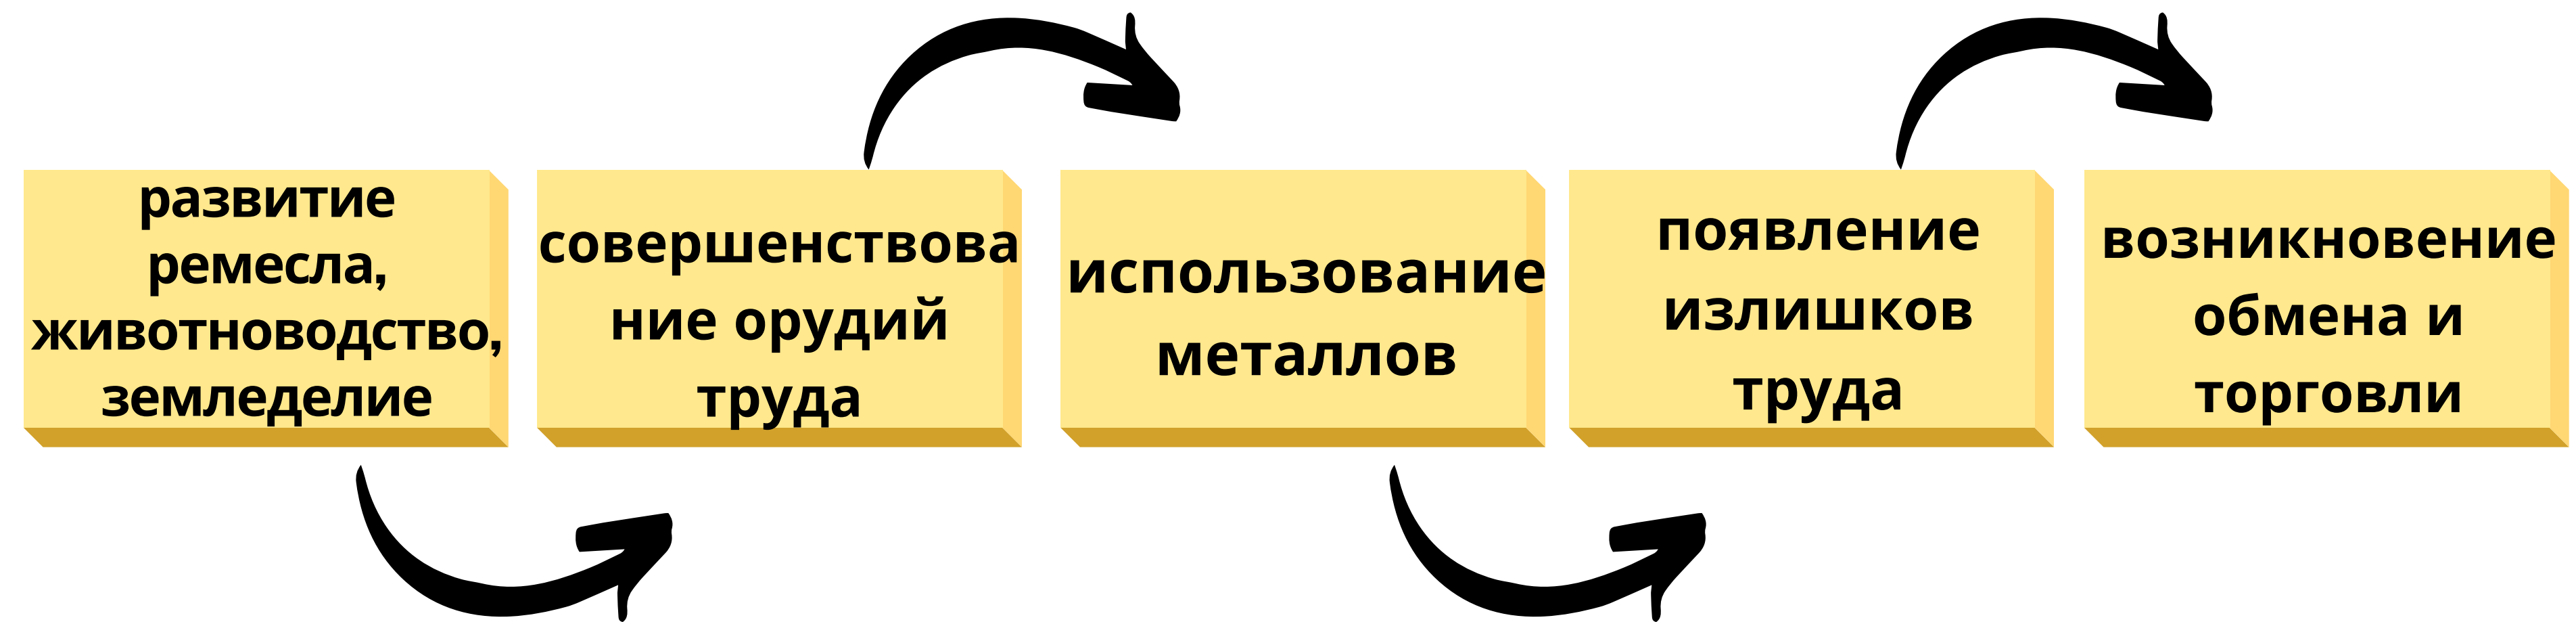 развитие
ремесла,
животноводство,
земледелие
совершенствова
ние орудий
труда
использование
металлов
появление
излишков
труда
возникновение
обмена и
торговли